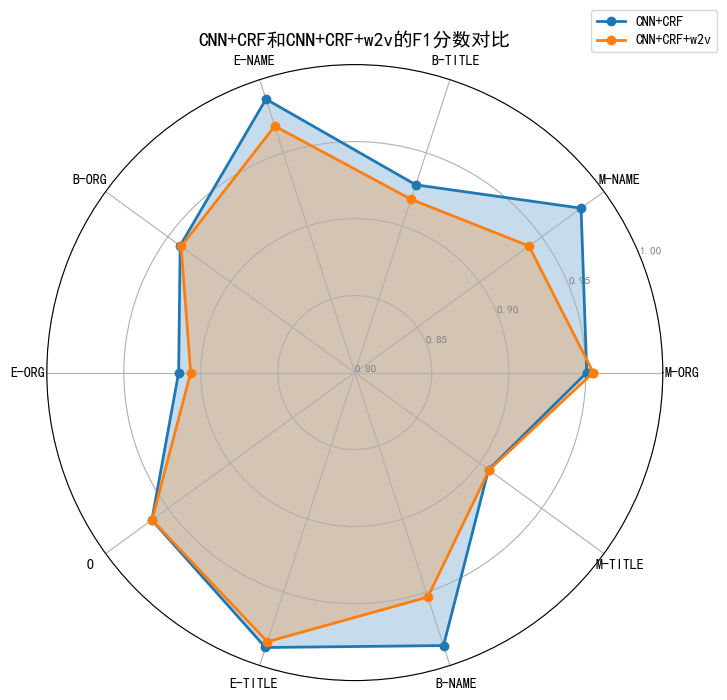 CNN+CRF
CNN+CRF+w2v
CNN+CRF和CNN+CRF+w2v的F1分数对比
E-NAME
B-TITLE
B-ORG
M-NAME
1.00
0.95
0.90
0.85
0.80
E-ORG
M-ORG
O
M-TITLE
E-TITLE
B-NAME